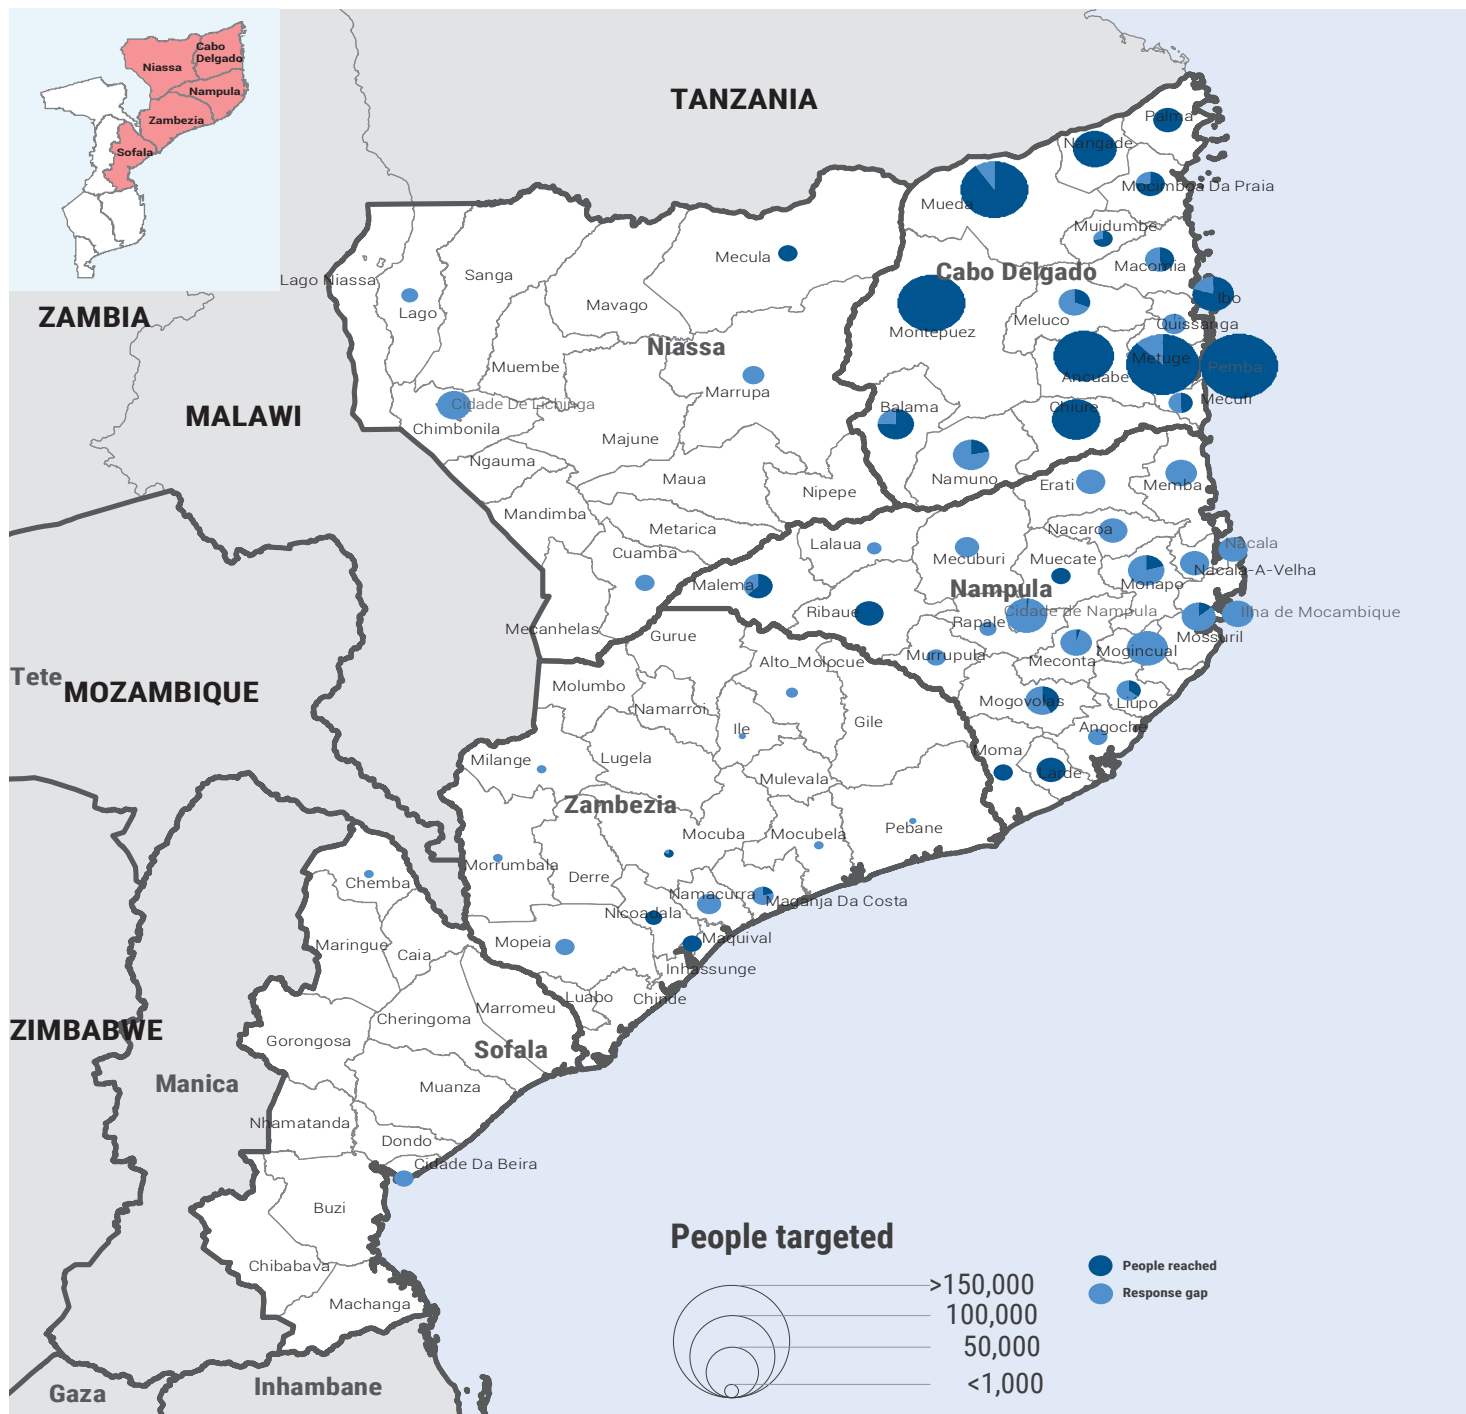 Cabo
Delgado
Niassa
Nampula
Zambezia
Sofala
TANZANIA
Palma
Nangade
Mocimboa Da Praia
Mueda
Muidumbe
Mecula
Macomia
Cabo Delgado
Lago Niassa
Sanga
Mavago
Ibo
ZAMBIA
Lago
Meluco
Quissanga
Montepuez
Niassa
Muembe
Metuge
Pemba
Ancuabe
Marrupa
Mecufi
MALAWI
Cidade De Lichinga
Balama
Chiure
Chimbonila
Majune
Ngauma
Maua
Namuno
Nipepe
Erati
Memba
Mandimba
Metarica
Nacaroa
Lalaua
Nacala
Cuamba
Mecuburi
Muecate
Nacala-A-Velha
Malema
Nampula
Monapo
Ribaue
Cidade de Nampula
Ilha de Mocambique
Mecanhelas
Rapale
Mossuril
Gurue
Murrupula
Meconta
Mogincual
Alto_Molocue
Tete
MOZAMBIQUE
Molumbo
Namarroi
Mogovolas
Liupo
Ile
Gile
Angoche
Milange
Lugela
Moma
Larde
Mulevala
Zambezia
Mocuba
Mocubela
Pebane
Morrumbala
Derre
Chemba
Namacurra
Maganja Da Costa
Nicoadala
Maringue
Caia
Mopeia
Maquival
Inhassunge
Luabo
Chinde
Marromeu
Cheringoma
ZIMBABWE
Gorongosa
Sofala
Manica
Muanza
Nhamatanda
Dondo
Cidade Da Beira
Buzi
Chibabava
Machanga
Inhambane
Gaza
People targeted
>150,000
100,000
50,000
<1,000
People reached
Response gap